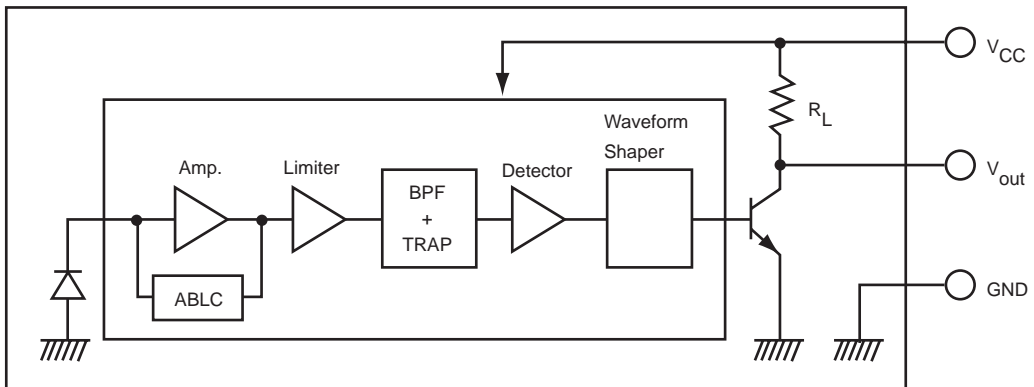 V_CC
R_L
Waveform
Shaper
Amp.
Limiter
Detector
V_out
BPF
+
TRAP
ABLC
GND